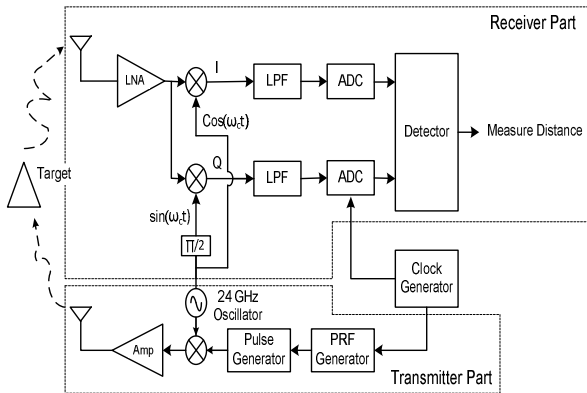 Receiver Part
LNA
I
LPF
ADC
Cos(ωct)
Detector
Measure Distance
Target
Q
LPF
ADC
sin(ωct)
Π/2
24 GHz
Oscillator
Clock
Generator
Amp
Pulse
Generator
PRF
Generator
Transmitter Part